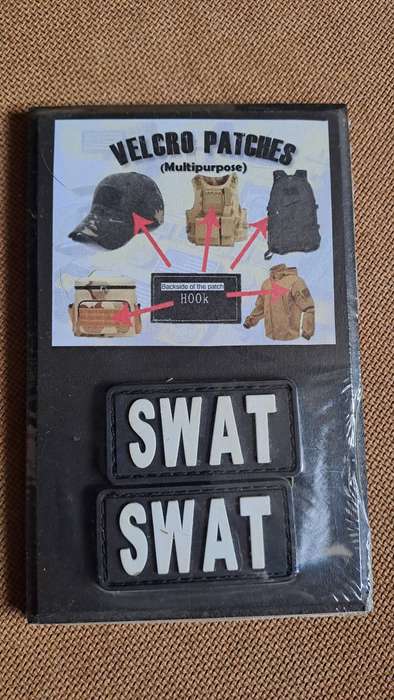 VELCRO PATCHES
(Multipurpose)
Backside of the patch
HOOk
SWAT
SWAT